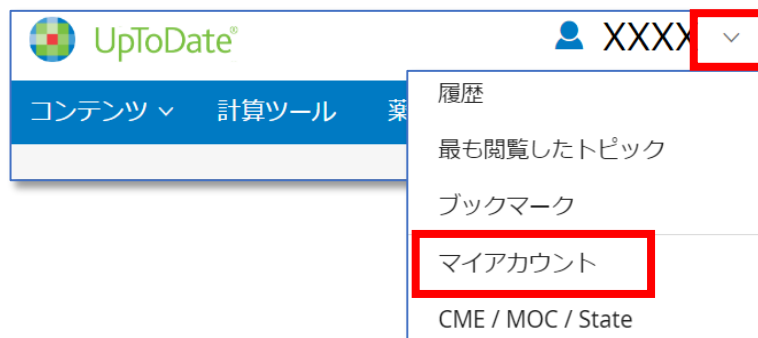 UpToDate®
XXXX
コンテンツ 計算ツール 薬
履歴
最も閲覧したトピック
ブックマーク
マイアカウント
CME / MOC / State